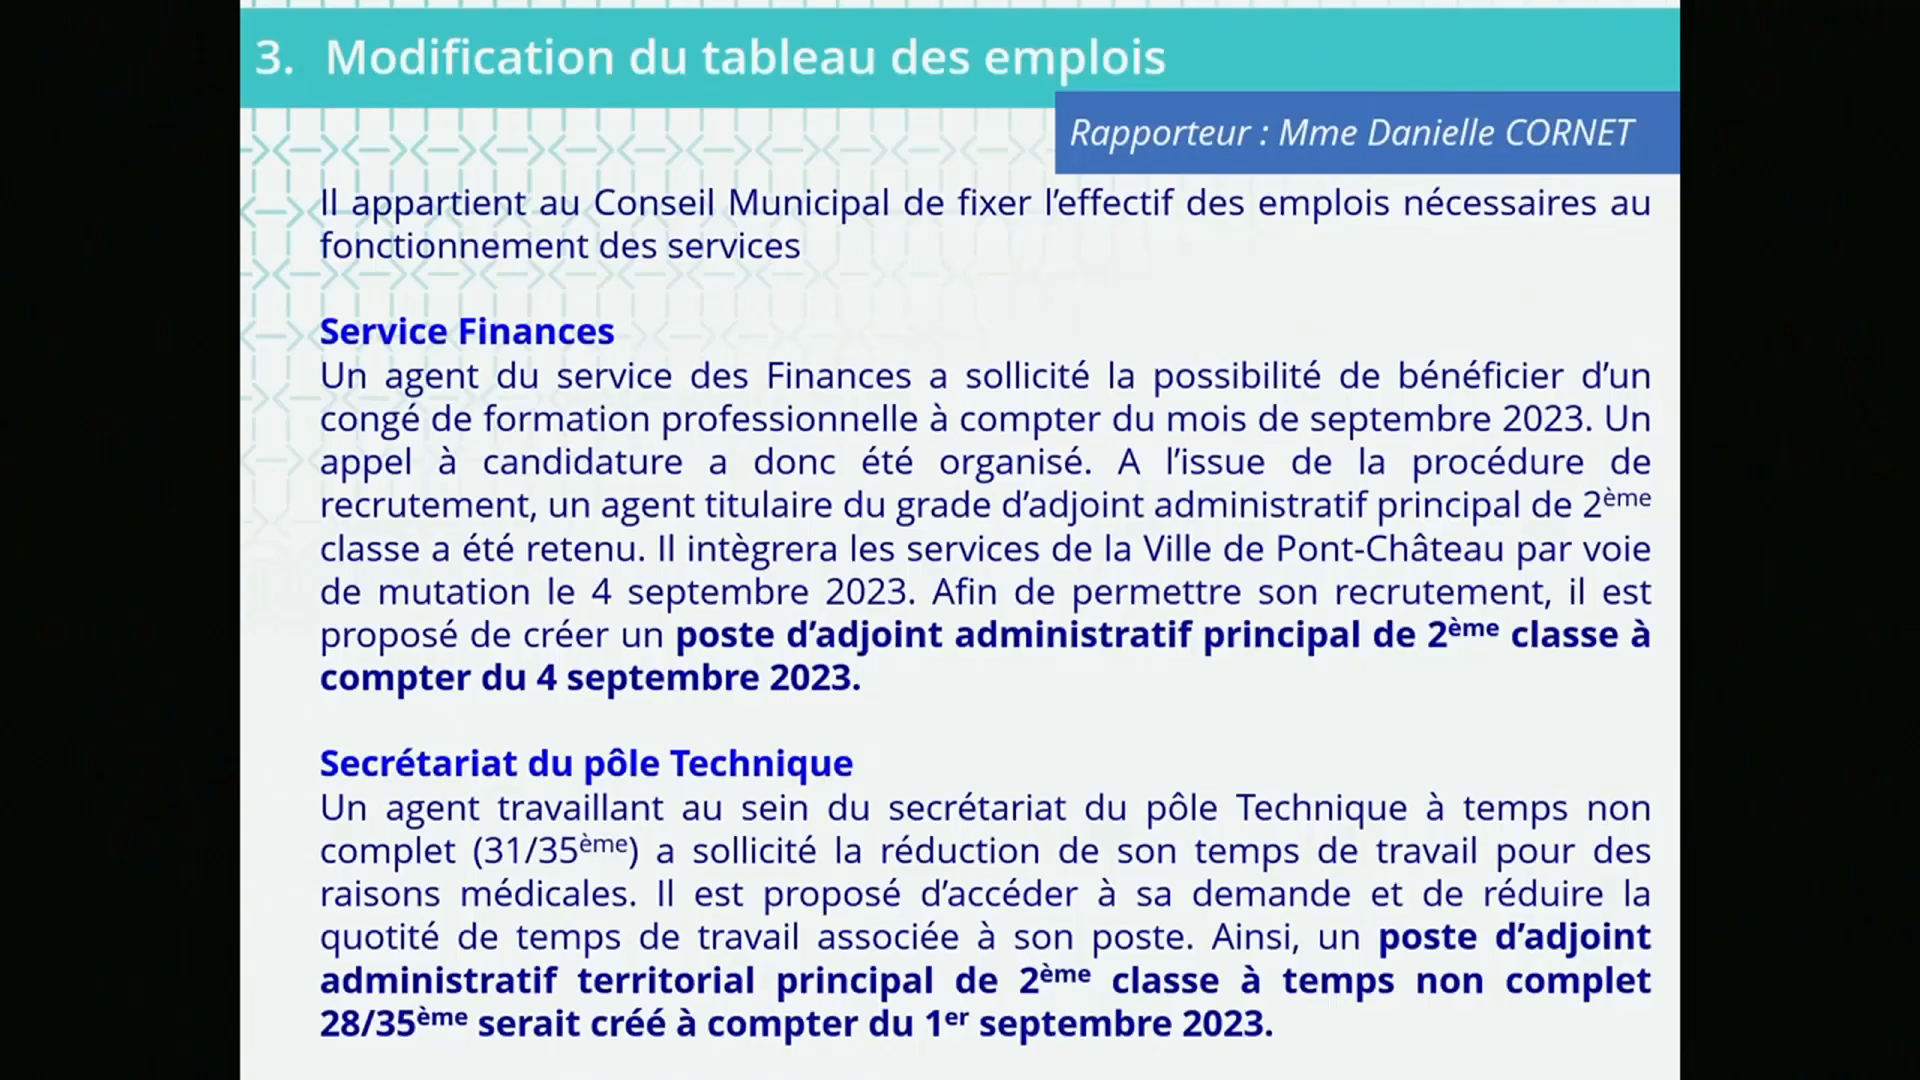 3. Modification du tableau des emplois
Rapporteur : Mme Danielle CORNET
Il appartient au Conseil Municipal de fixer l’effectif des emplois nécessaires au
fonctionnement des services
Service Finances
Un agent du service des Finances a sollicité la possibilité de bénéficier d’un
congé de formation professionnelle à compter du mois de septembre 2023. Un
appel à candidature a donc été organisé. A l’issue de la procédure de
recrutement, un agent titulaire du grade d’adjoint administratif principal de 2ème
classe a été retenu. Il intègrera les services de la Ville de Pont-Château par voie
de mutation le 4 septembre 2023. Afin de permettre son recrutement, il est
proposé de créer un poste d’adjoint administratif principal de 2ème classe à
compter du 4 septembre 2023.
Secrétariat du pôle Technique
Un agent travaillant au sein du secrétariat du pôle Technique à temps non
complet (31/35ème) a sollicité la réduction de son temps de travail pour des
raisons médicales. Il est proposé d’accéder à sa demande et de réduire la
quotité de temps de travail associée à son poste. Ainsi, un poste d’adjoint
administratif territorial principal de 2ème classe à temps non complet
28/35ème serait créé à compter du 1er septembre 2023.